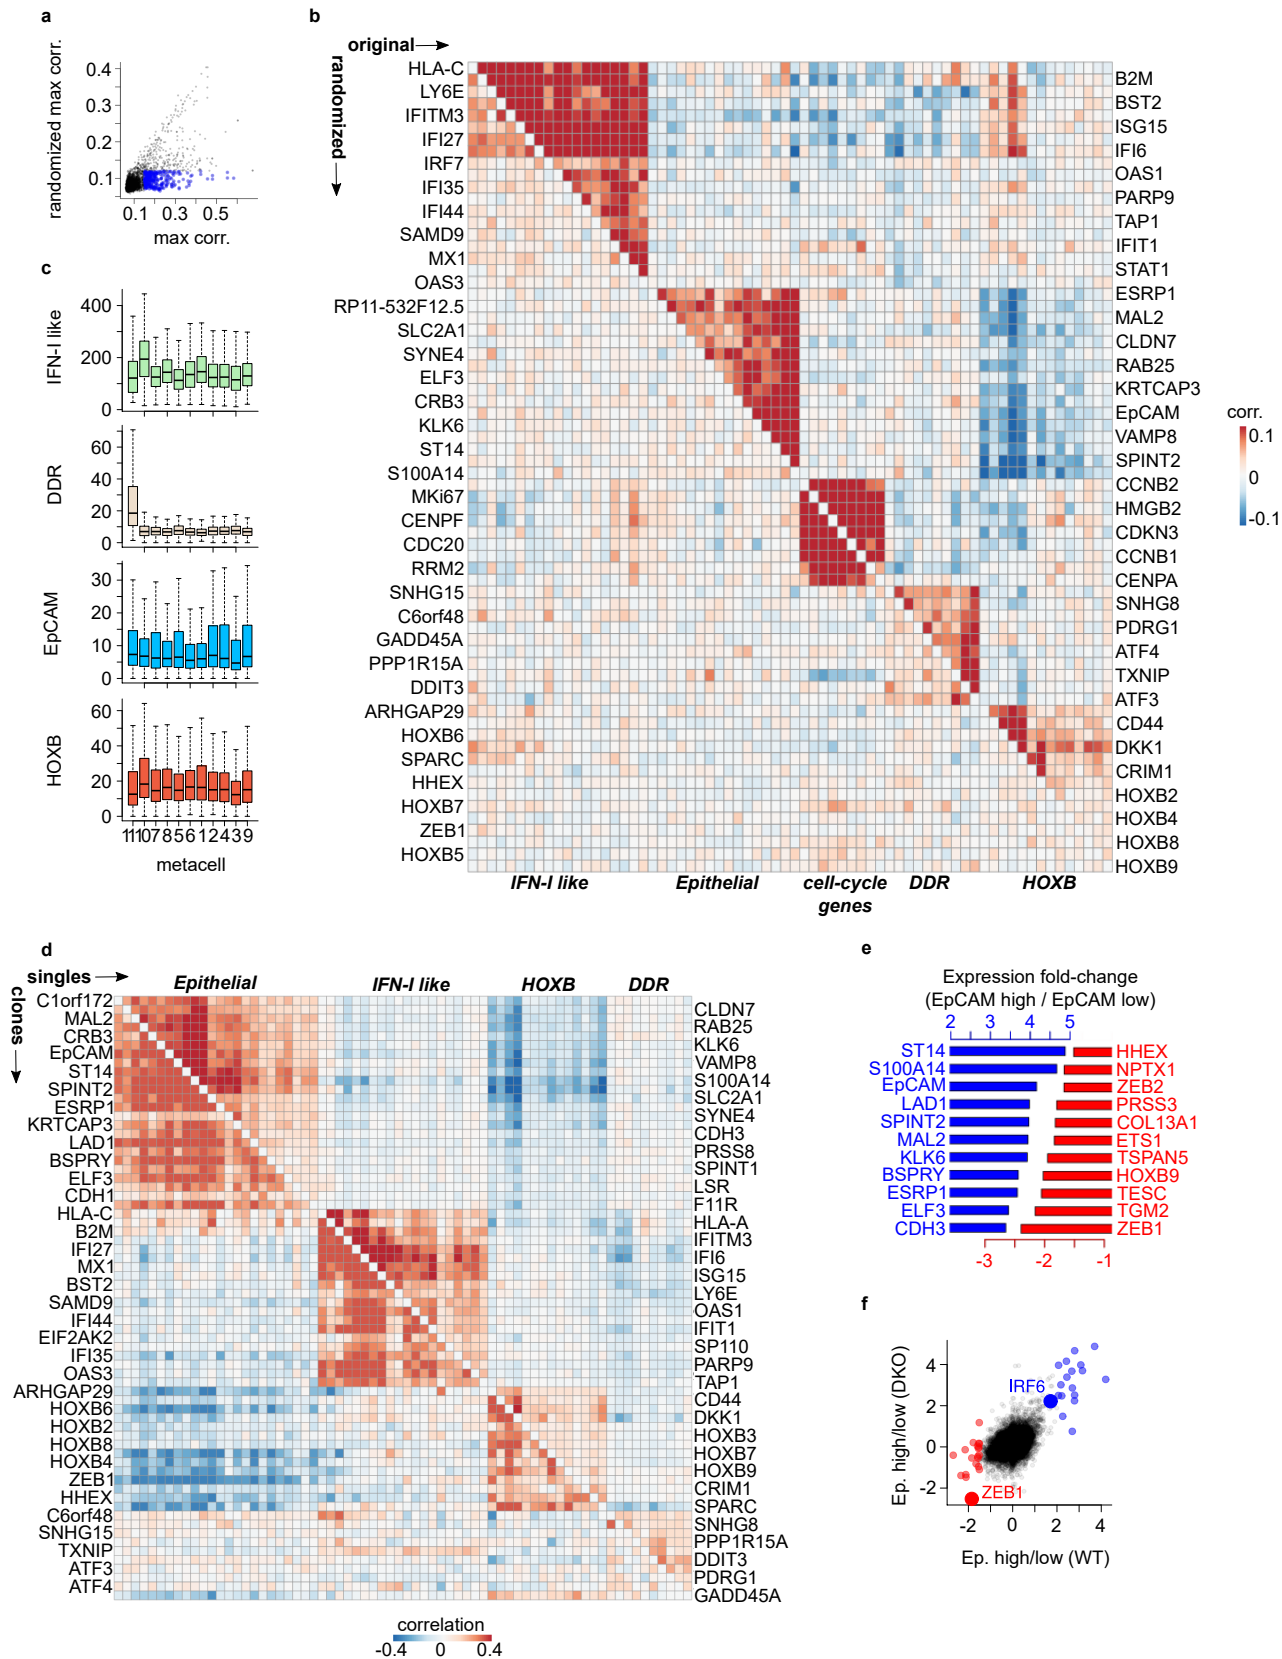 a
randomized max corr.
0.4
0.3
0.2
0.1
0.1 0.3 0.5
max corr.
b
original
randomized
HLA-C
LY6E
IFITM3
IFI27
IRF7
IFI35
IFI44
SAMD9
MX1
OAS3
RP11-532F12.5
SLC2A1
SYNE4
ELF3
CRB3
KLK6
ST14
S100A14
MKi67
CENPF
CDC20
RRM2
SNHG15
C6orf48
GADD45A
PPP1R15A
DDIT3
ARHGAP29
HOXB6
SPARC
HHEX
HOXB7
ZEB1
HOXB5
B2M
BST2
ISG15
IFI6
OAS1
PARP9
TAP1
IFIT1
STAT1
ESRP1
MAL2
CLDN7
RAB25
KRTCAP3
EpCAM
VAMP8
SPINT2
CCNB2
HMGB2
CDKN3
CCNB1
CENPA
SNHG8
PDRG1
ATF4
TXNIP
ATF3
CD44
DKK1
CRIM1
HOXB2
HOXB4
HOXB8
HOXB9
IFN-I like
Epithelial
cell-cycle
genes
DDR
HOXB
corr.
0.1
0
-0.1
c
IFN-I like
400
200
0
DDR
60
40
20
0
EpCAM
30
20
10
0
HOXB
60
40
20
0
11 10 7 8 5 6 1 2 4 3 9
metacell
d
singles
clones
Epithelial
IFN-I like
HOXB
DDR
C1orf172
MAL2
CRB3
EpCAM
ST14
SPINT2
ESRP1
KRTCAP3
LAD1
BSPRY
ELF3
CDH1
HLA-C
B2M
IFI27
MX1
BST2
SAMD9
IFI44
EIF2AK2
IFI35
OAS3
ARHGAP29
HOXB6
HOXB2
HOXB8
HOXB4
ZEB1
HHEX
C6orf48
SNHG15
TXNIP
ATF3
ATF4
CLDN7
RAB25
KLK6
VAMP8
S100A14
SLC2A1
SYNE4
CDH3
PRSS8
SPINT1
LSR
F11R
HLA-A
IFITM3
IFI6
ISG15
LY6E
OAS1
IFIT1
SP110
PARP9
TAP1
CD44
DKK1
HOXB3
HOXB7
HOXB9
CRIM1
SPARC
SNHG8
PPP1R15A
DDIT3
PDRG1
GADD45A
correlation
-0.4 0 0.4
e
Expression fold-change
(EpCAM high / EpCAM low)
2 3 4 5
ST14
S100A14
EpCAM
LAD1
SPINT2
MAL2
KLK6
BSPRY
ESRP1
ELF3
CDH3
HHEX
NPTX1
ZEB2
PRSS3
COL13A1
ETS1
TSPAN5
HOXB9
TESC
TGM2
ZEB1
-3 -2 -1
f
Ep. high/low (DKO)
4
2
0
-2
IRF6
ZEB1
-2 0 2 4
Ep. high/low (WT)